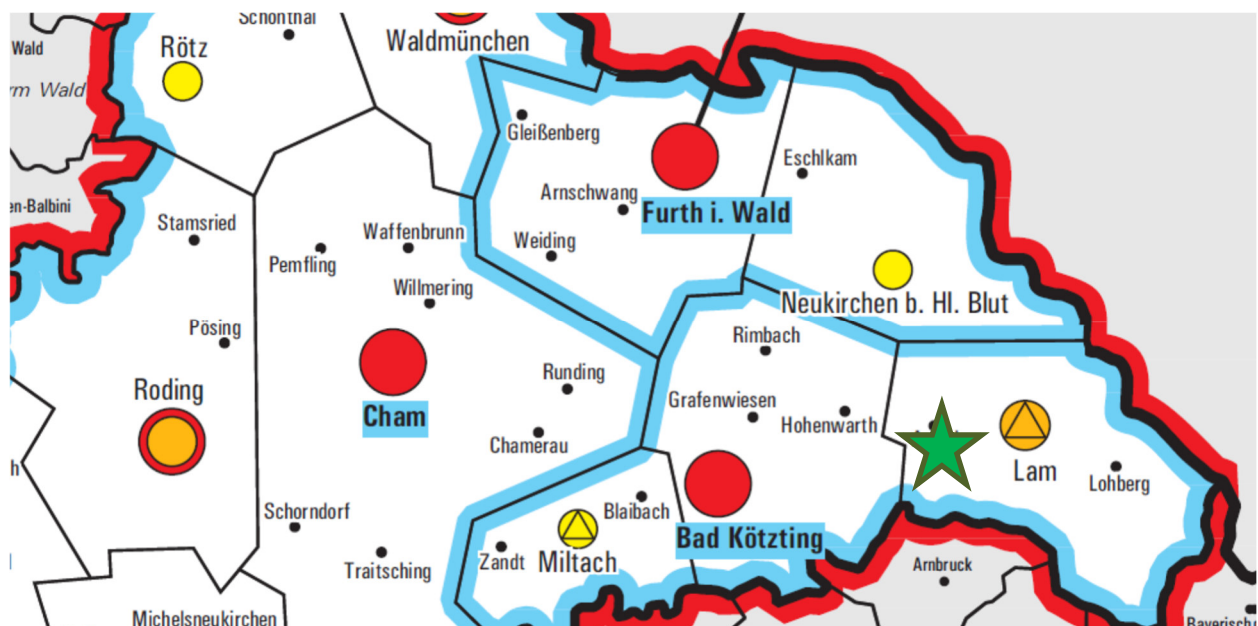 Schönthal
Wald
Rötz
Waldmünchen
rm Wald
Gleißenberg
Eschlkam
en-Balbini
Stamsried
Arnschwang
Furth i. Wald
Waffenbrunn
Weiding
Pemfling
Willmering
Neukirchen b. Hl. Blut
Pösing
Rimbach
Roding
Runding
Grafenwiesen
Cham
Hohenwarth
Chamerau
Lam
h
Lohberg
Schorndorf
Blaibach
Bad Kötzting
Zandt
Miltach
Traitsching
Arnbruck
Michelsneukirchen
Bayerisch